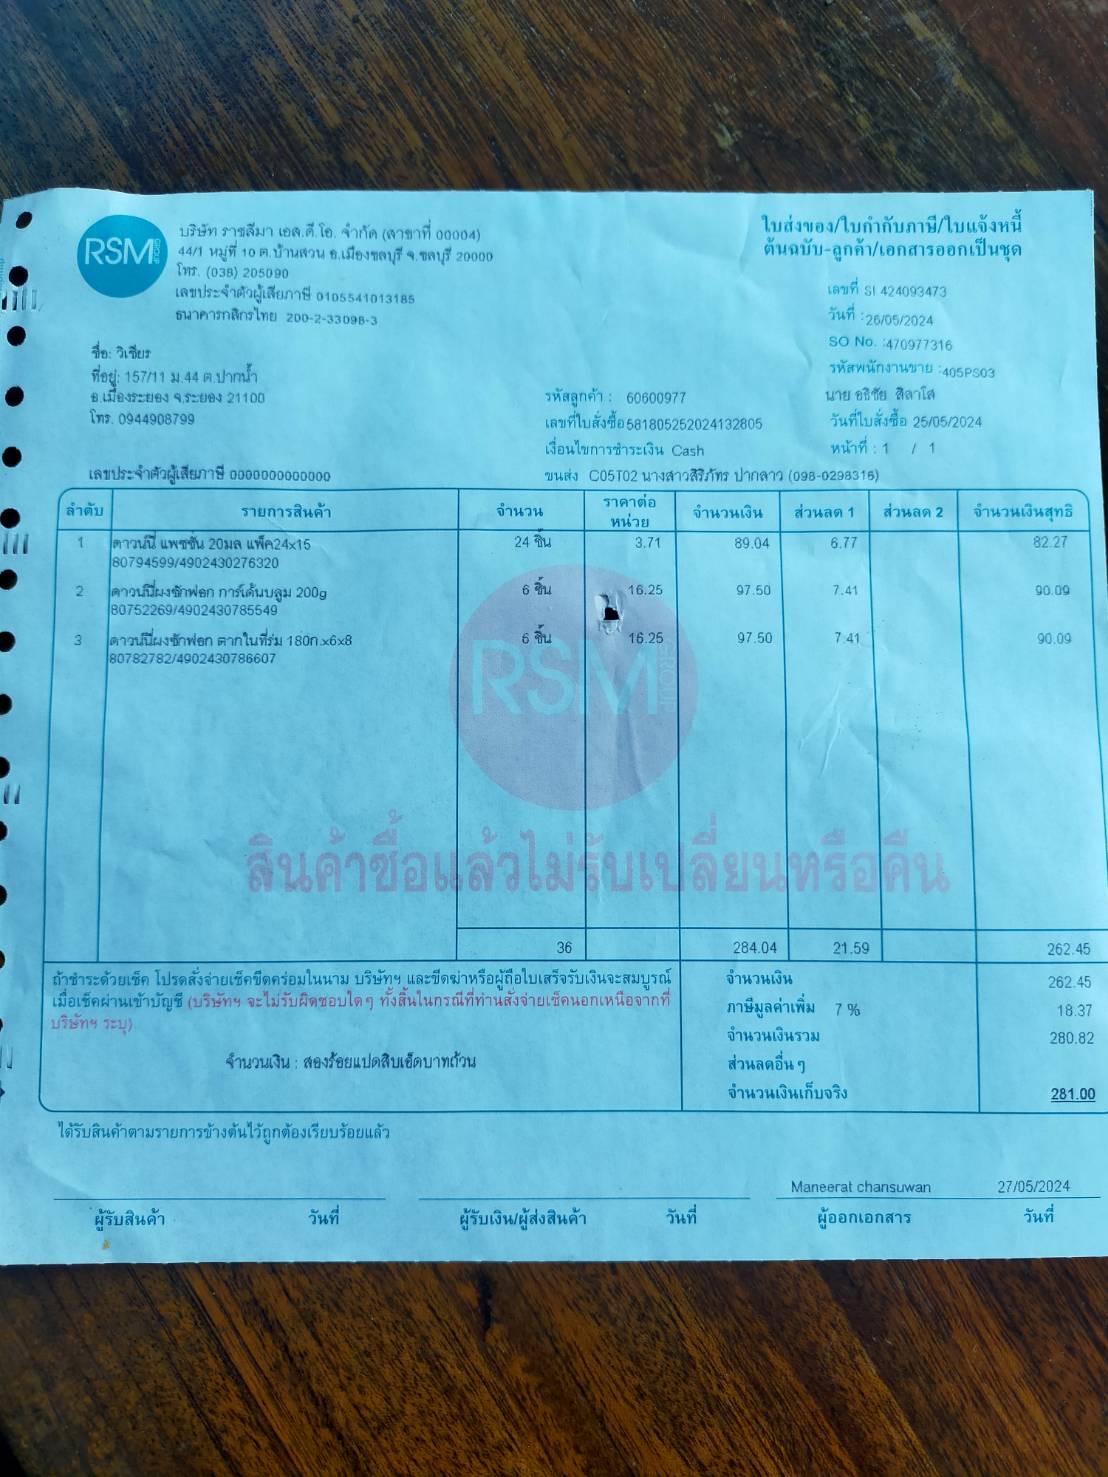 RSM GROUP
บริษัท ราชสีมา เอส.ดี.โอ. จำกัด (สาขาที่ 00004)
44/1 หมู่ที่ 10 ต.บ้านสวน อ.เมืองชลบุรี จ.ชลบุรี 20000
โทร. (038) 205090
เลขประจำตัวผู้เสียภาษี 0105541013185
ธนาคารกสิกรไทย 200-2-33098-3
ใบส่งของ/ใบกำกับภาษี/ใบแจ้งหนี้
ต้นฉบับ-ลูกค้า/เอกสารออกเป็นชุด
เลขที่ SI 424093473
วันที่ : 26/05/2024
SO No. : 470977316
รหัสพนักงานขาย : 405PS03
นาย อธิชัย สิลาโส
วันที่ใบสั่งซื้อ 25/05/2024
หน้าที่ : 1 / 1
ชื่อ: วิเชียร
ที่อยู่: 157/11 ม.44 ต.ปากน้ำ
อ.เมืองระยอง จ.ระยอง 21100
โทร. 0944908799
เลขประจำตัวผู้เสียภาษี 0000000000000
รหัสลูกค้า : 60600977
เลขที่ใบสั่งซื้อ 581805252024132805
เงื่อนไขการชำระเงิน Cash
ขนส่ง C05T02 นางสาวสิริภัทร ปากลาว (098-0298316)
ลำดับ รายการสินค้า จำนวน ราคาต่อหน่วย จำนวนเงิน ส่วนลด 1 ส่วนลด 2 จำนวนเงินสุทธิ
1 ดาวน์นี่ แพชชั่น 20มล แพ็ค24x15 24 ชิ้น 3.71 89.04 6.77 82.27
80794599/4902430276320
2 ดาวน์นี่ผงซักฟอก การ์เด้นบลูม 200g 6 ชิ้น 16.25 97.50 7.41 90.09
80752269/4902430785549
3 ดาวน์นี่ผงซักฟอก ตากในที่ร่ม 180ก.x6x8 6 ชิ้น 16.25 97.50 7.41 90.09
80782782/4902430786607
RSM GROUP
สินค้าซื้อแล้วไม่รับเปลี่ยนหรือคืน
36 284.04 21.59 262.45
ถ้าชำระด้วยเช็ค โปรดสั่งจ่ายเช็คขีดคร่อมในนาม บริษัทฯ และขีดฆ่าหรือผู้ถือใบเสร็จรับเงินจะสมบูรณ์
เมื่อเช็คผ่านเข้าบัญชี (บริษัทฯ จะไม่รับผิดชอบใดๆ ทั้งสิ้นในกรณีที่ท่านสั่งจ่ายเช็คนอกเหนือจากที่
บริษัทฯ ระบุ)
จำนวนเงิน : สองร้อยแปดสิบเอ็ดบาทถ้วน
จำนวนเงิน 262.45
ภาษีมูลค่าเพิ่ม 7 % 18.37
จำนวนเงินรวม 280.82
ส่วนลดอื่นๆ
จำนวนเงินเก็บจริง 281.00
ได้รับสินค้าตามรายการข้างต้นไว้ถูกต้องเรียบร้อยแล้ว
Maneerat chansuwan 27/05/2024
ผู้รับสินค้า วันที่ ผู้รับเงิน/ผู้ส่งสินค้า วันที่ ผู้ออกเอกสาร วันที่